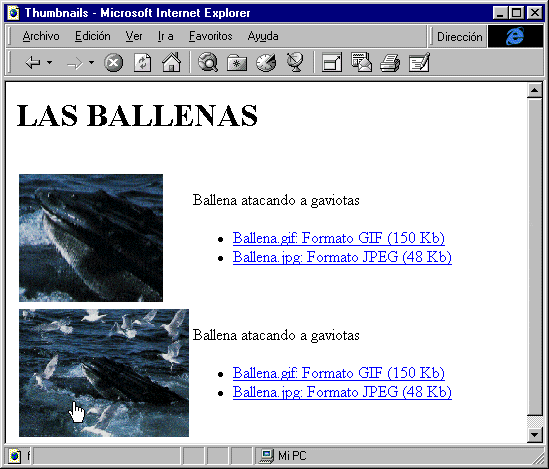 Thumbnails - Microsoft Internet Explorer
Archivo Edición Ver Ir a Favoritos Ayuda Dirección
LAS BALLENAS
Ballena atacando a gaviotas
Ballena.gif: Formato GIF (150 Kb)
Ballena.jpg: Formato JPEG (48 Kb)
Ballena atacando a gaviotas
Ballena.gif: Formato GIF (150 Kb)
Ballena.jpg: Formato JPEG (48 Kb)
Mi PC